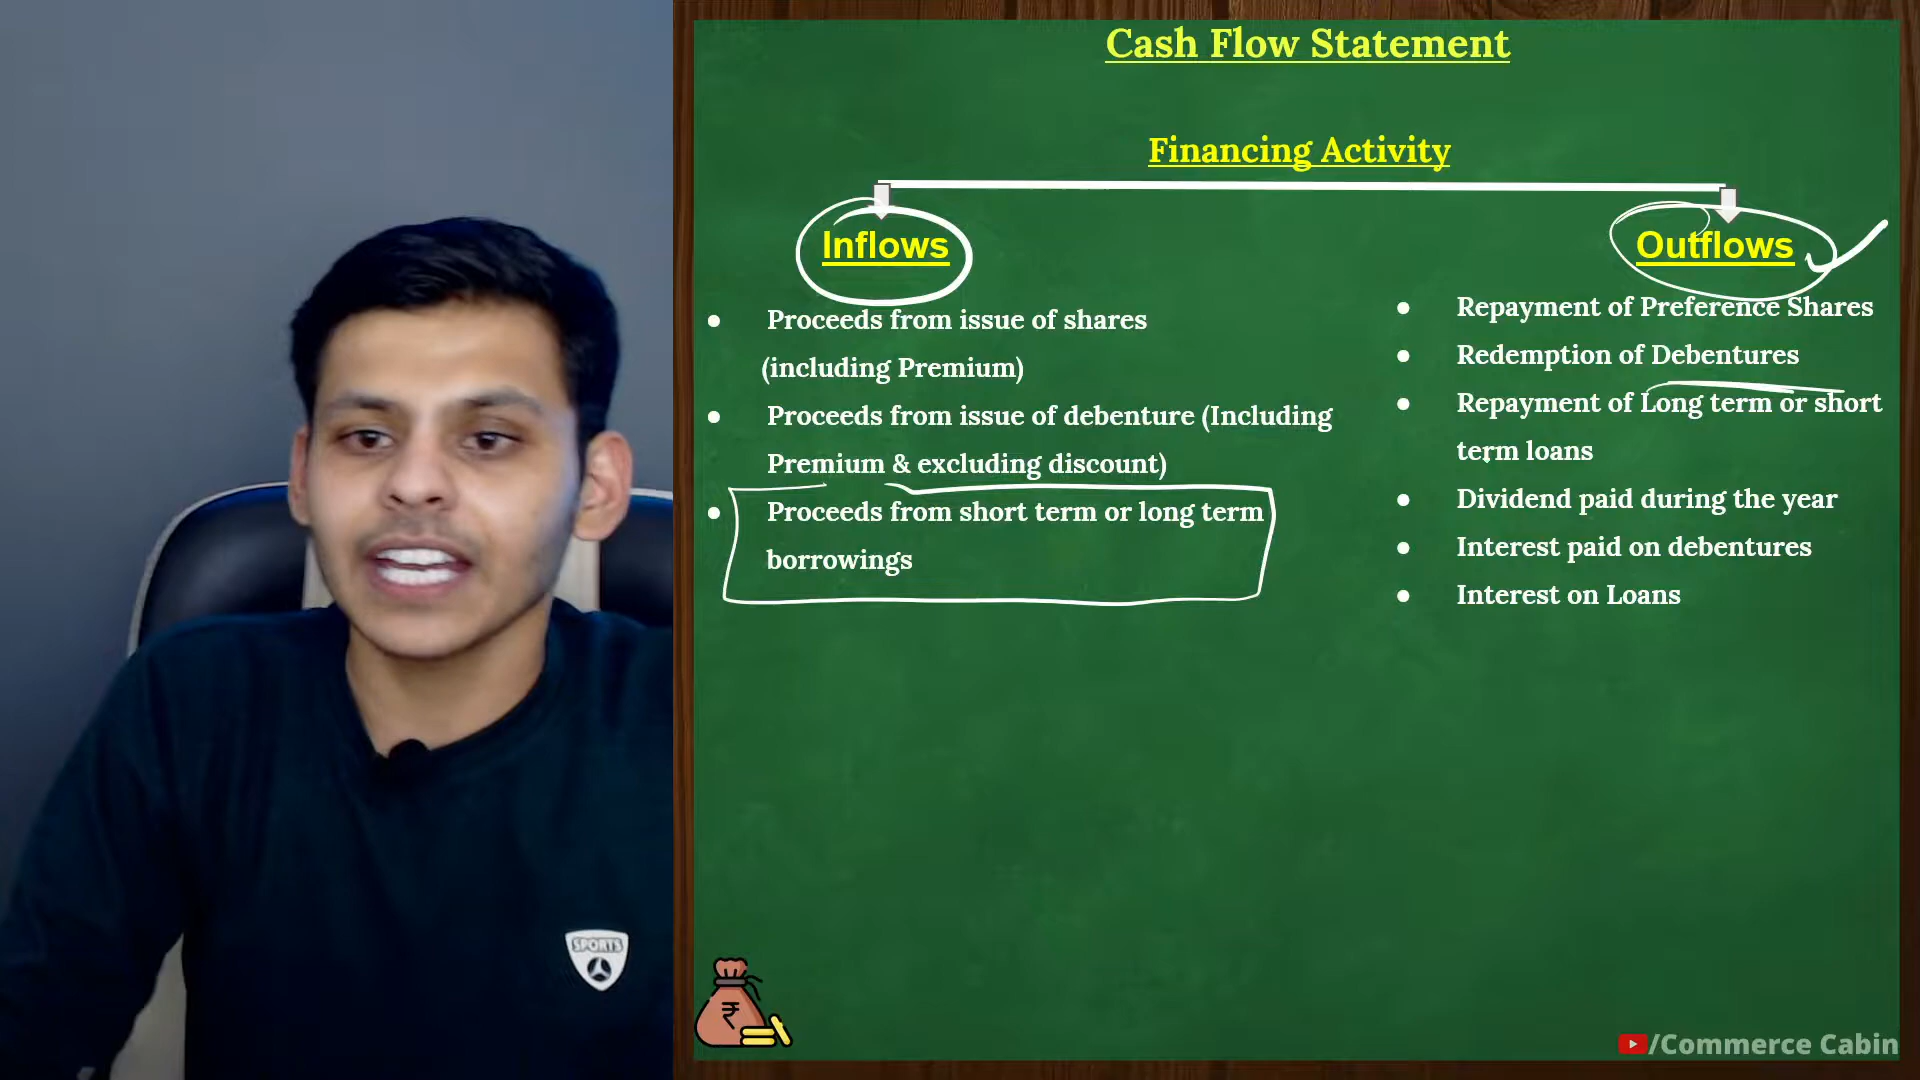 Cash Flow Statement
Financing Activity
Inflows
Proceeds from issue of shares
(including Premium)
Proceeds from issue of debenture (Including
Premium & excluding discount)
Proceeds from short term or long term
borrowings
Outflows
Repayment of Preference Shares
Redemption of Debentures
Repayment of Long term or short
term loans
Dividend paid during the year
Interest paid on debentures
Interest on Loans
SPORTS
₹
/Commerce Cabin